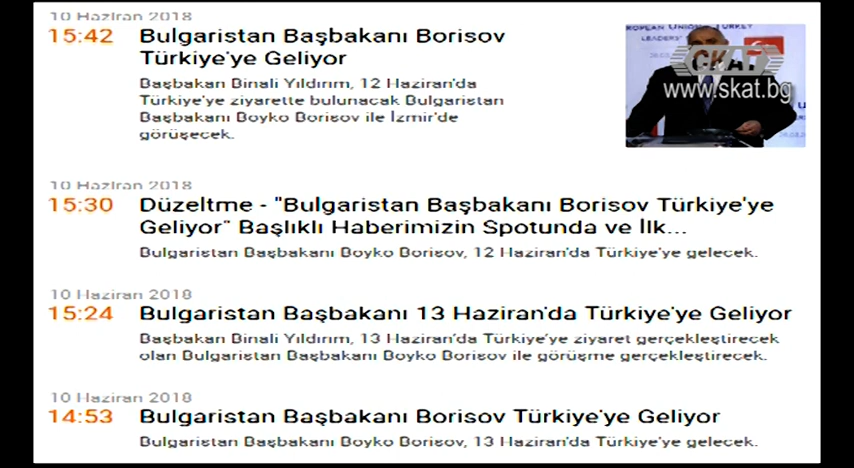 10 Haziran 2018
15:42
Bulgaristan Başbakanı Borisov
Türkiye'ye Geliyor
Başbakan Binali Yıldırım, 12 Haziran'da
Türkiye'ye ziyarette bulunacak Bulgaristan
Başbakanı Boyko Borisov ile İzmir'de
görüşecek.
EUROPEAN UNION TURKEY
LEADERS'
SKAT
www.skat.bg
10 Haziran 2018
15:30
Düzeltme - "Bulgaristan Başbakanı Borisov Türkiye'ye
Geliyor" Başlıklı Haberimizin Spotunda ve İlk...
Bulgaristan Başbakanı Boyko Borisov, 12 Haziran'da Türkiye'ye gelecek.
10 Haziran 2018
15:24
Bulgaristan Başbakanı 13 Haziran'da Türkiye'ye Geliyor
Başbakan Binali Yıldırım, 13 Haziran'da Türkiye'ye ziyaret gerçekleştirecek
olan Bulgaristan Başbakanı Boyko Borisov ile görüşme gerçekleştirecek.
10 Haziran 2018
14:53
Bulgaristan Başbakanı Borisov Türkiye'ye Geliyor
Bulgaristan Başbakanı Boyko Borisov, 13 Haziran'da Türkiye'ye gelecek.